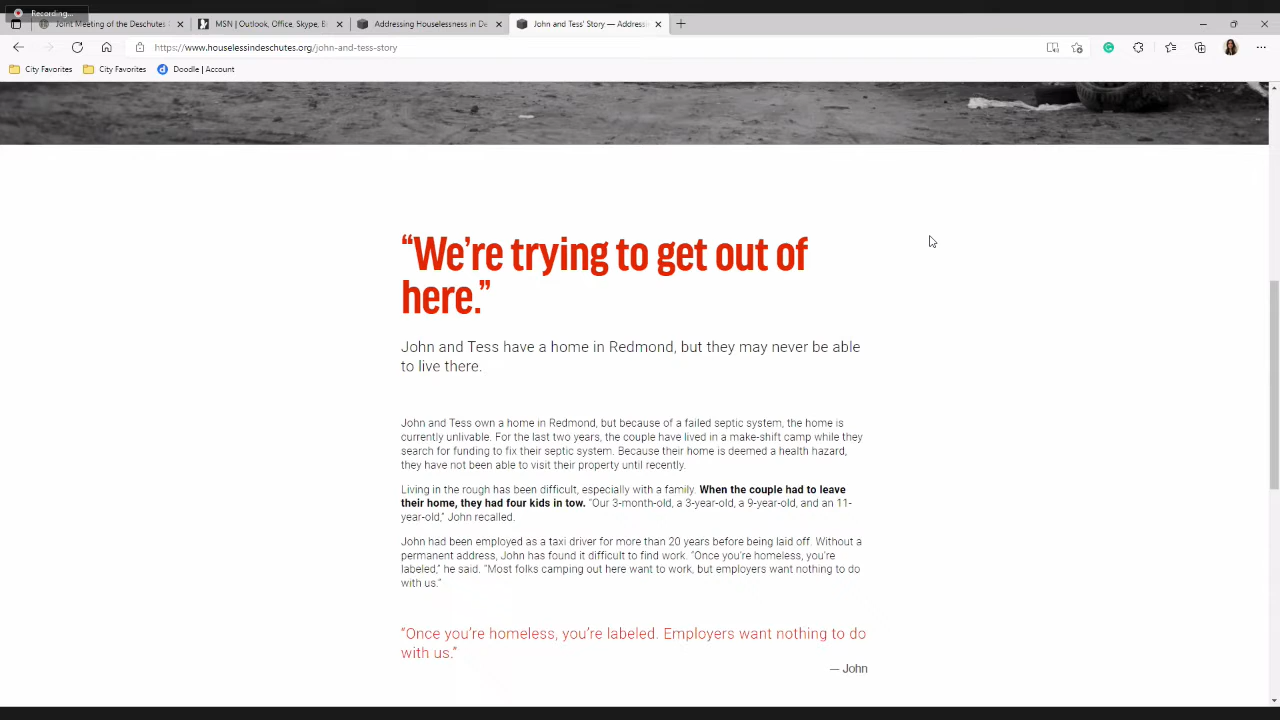 Recording...
Joint Meeting of the Deschutes
MSN | Outlook, Office, Skype,
Addressing Houselessness in De
John and Tess' Story — Address
https://www.houselessindeschutes.org/john-and-tess-story
City Favorites
City Favorites
Doodle | Account
“We’re trying to get out of
here.”
John and Tess have a home in Redmond, but they may never be able
to live there.
John and Tess own a home in Redmond, but because of a failed septic system, the home is
currently unlivable. For the last two years, the couple have lived in a make-shift camp while they
search for funding to fix their septic system. Because their home is deemed a health hazard,
they have not been able to visit their property until recently.
Living in the rough has been difficult, especially with a family. When the couple had to leave
their home, they had four kids in tow. “Our 3-month-old, a 3-year-old, a 9-year-old, and an 11-
year-old,” John recalled.
John had been employed as a taxi driver for more than 20 years before being laid off. Without a
permanent address, John has found it difficult to find work. “Once you’re homeless, you’re
labeled,” he said. “Most folks camping out here want to work, but employers want nothing to do
with us.”
“Once you’re homeless, you’re labeled. Employers want nothing to do
with us.”
— John